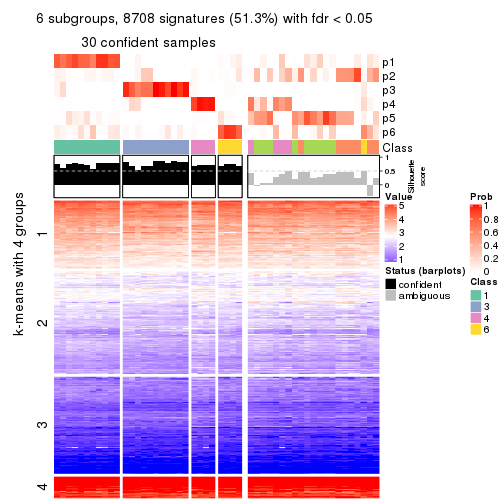 6 subgroups, 8708 signatures (51.3%) with fdr < 0.05
30 confident samples
p1
p2
p3
p4
p5
p6
Class
1
0.5
0
Silhouette
score
k-means with 4 groups
1
2
3
4
Value
5
4
3
2
1
Status (barplots)
confident
ambiguous
Prob
1
0.8
0.6
0.4
0.2
0
Class
1
3
4
6